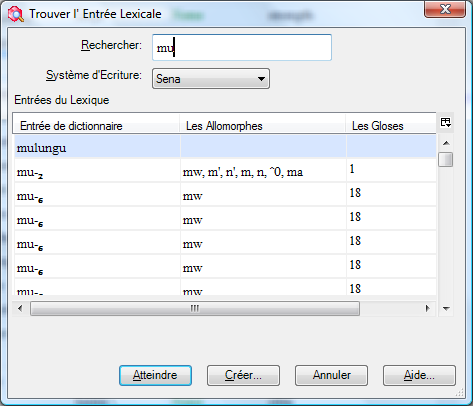 Trouver l' Entrée Lexicale
Rechercher: mu
Système d'Ecriture: Sena
Entrées du Lexique
Entrée de dictionnaire Les Allomorphes Les Gloses
mulungu
mu-₂ mw, m', n', m, n, ^0, ma 1
mu-₆ mw 18
mu-₆ mw 18
mu-₆ mw 18
mu-₆ mw 18
mu-₆ mw 18
Atteindre Créer... Annuler Aide...